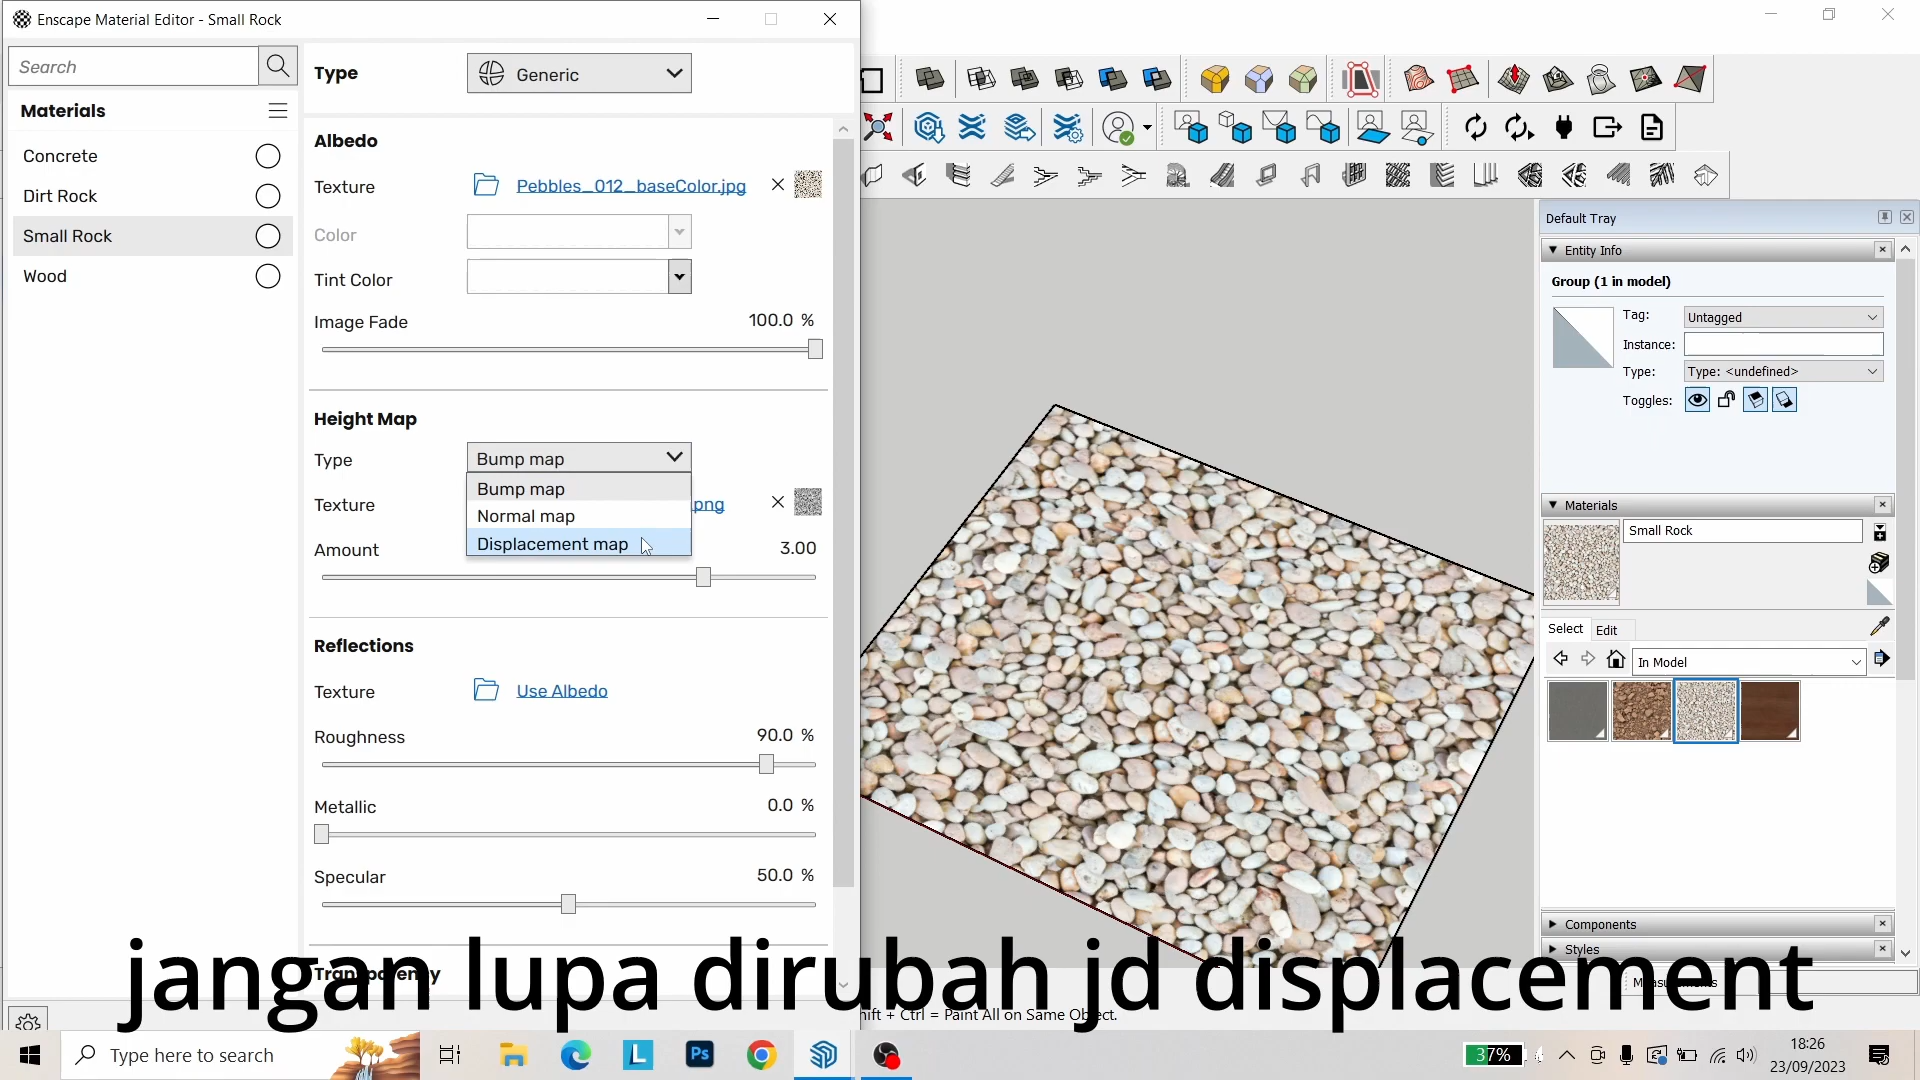 Enscape Material Editor - Small Rock
Search
Materials
Concrete
Dirt Rock
Small Rock
Wood
Type
Generic
Albedo
Texture
Pebbles_012_baseColor.jpg
Color
Tint Color
Image Fade
100.0 %
Height Map
Type
Bump map
Bump map
Normal map
Displacement map
Texture
png
Amount
3.00
Reflections
Texture
Use Albedo
Roughness
90.0 %
Metallic
0.0 %
Specular
50.0 %
Transparency
Default Tray
Entity Info
Group (1 in model)
Tag:
Untagged
Instance:
Type:
Type: <undefined>
Toggles:
Materials
Small Rock
Select
Edit
In Model
Components
Styles
jangan lupa dirubah jd displacement
hift + Ctrl = Paint All on Same Object.
Type here to search
L
Ps
37%
18:26
23/09/2023